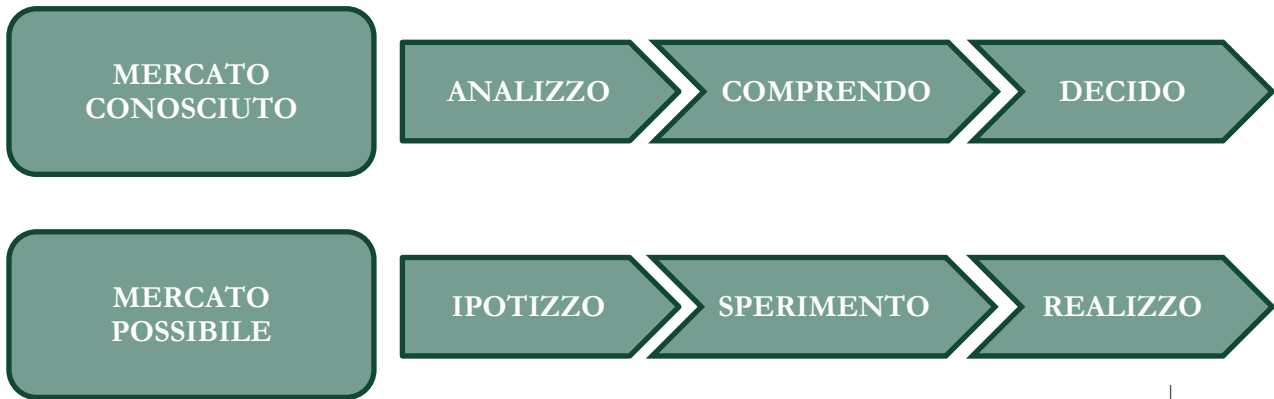 MERCATO
CONOSCIUTO
ANALIZZO
COMPRENDO
DECIDO
MERCATO
POSSIBILE
IPOTIZZO
SPERIMENTO
REALIZZO